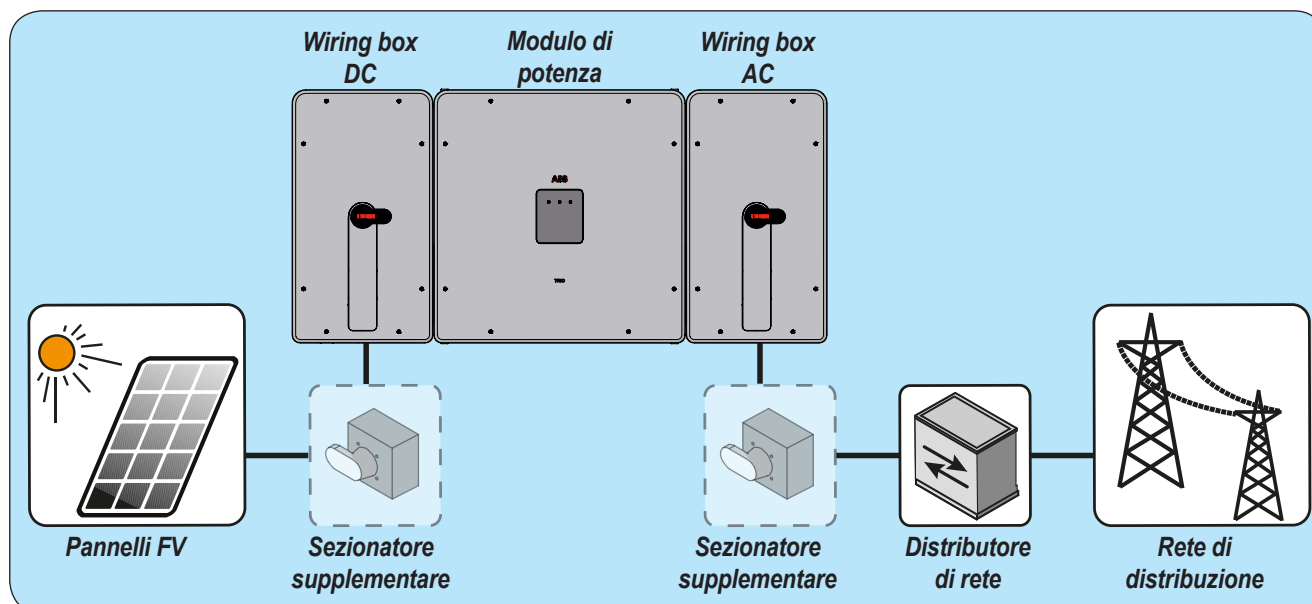 Wiring box
DC
Modulo di
potenza
Wiring box
AC
ABB
Pannelli FV
Sezionatore
supplementare
Sezionatore
supplementare
Distributore
di rete
Rete di
distribuzione